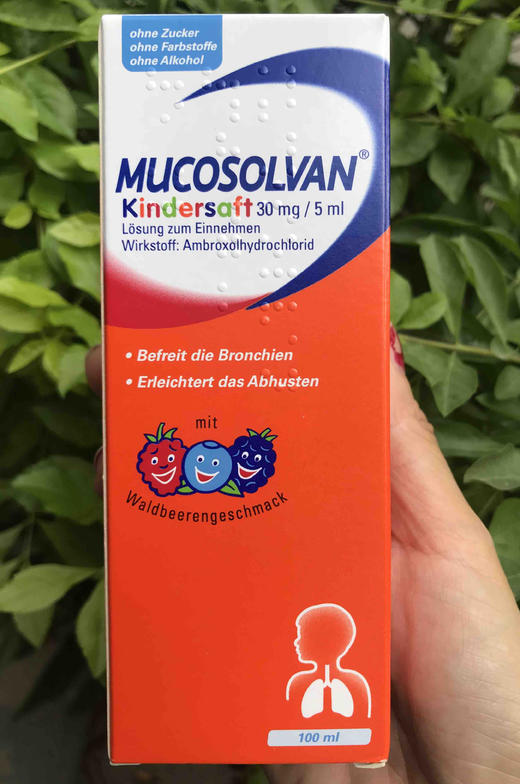 ohne Zucker
ohne Farbstoffe
ohne Alkohol
MUCOSOLVAN®
Kindersaft 30 mg / 5 ml
Lösung zum Einnehmen
Wirkstoff: Ambroxolhydrochlorid
• Befreit die Bronchien
• Erleichtert das Abhusten
mit
Waldbeerengeschmack
100 ml